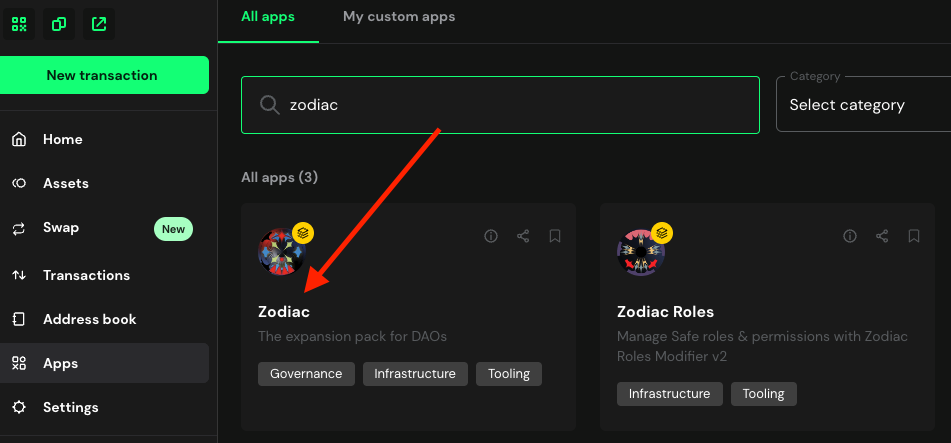 All apps
My custom apps
New transaction
Home
Assets
Swap
New
Transactions
Address book
Apps
Settings
zodiac
Category
Select category
All apps (3)
Zodiac
The expansion pack for DAOs
Governance
Infrastructure
Tooling
Zodiac Roles
Manage Safe roles & permissions with Zodiac
Roles Modifier v2
Infrastructure
Tooling